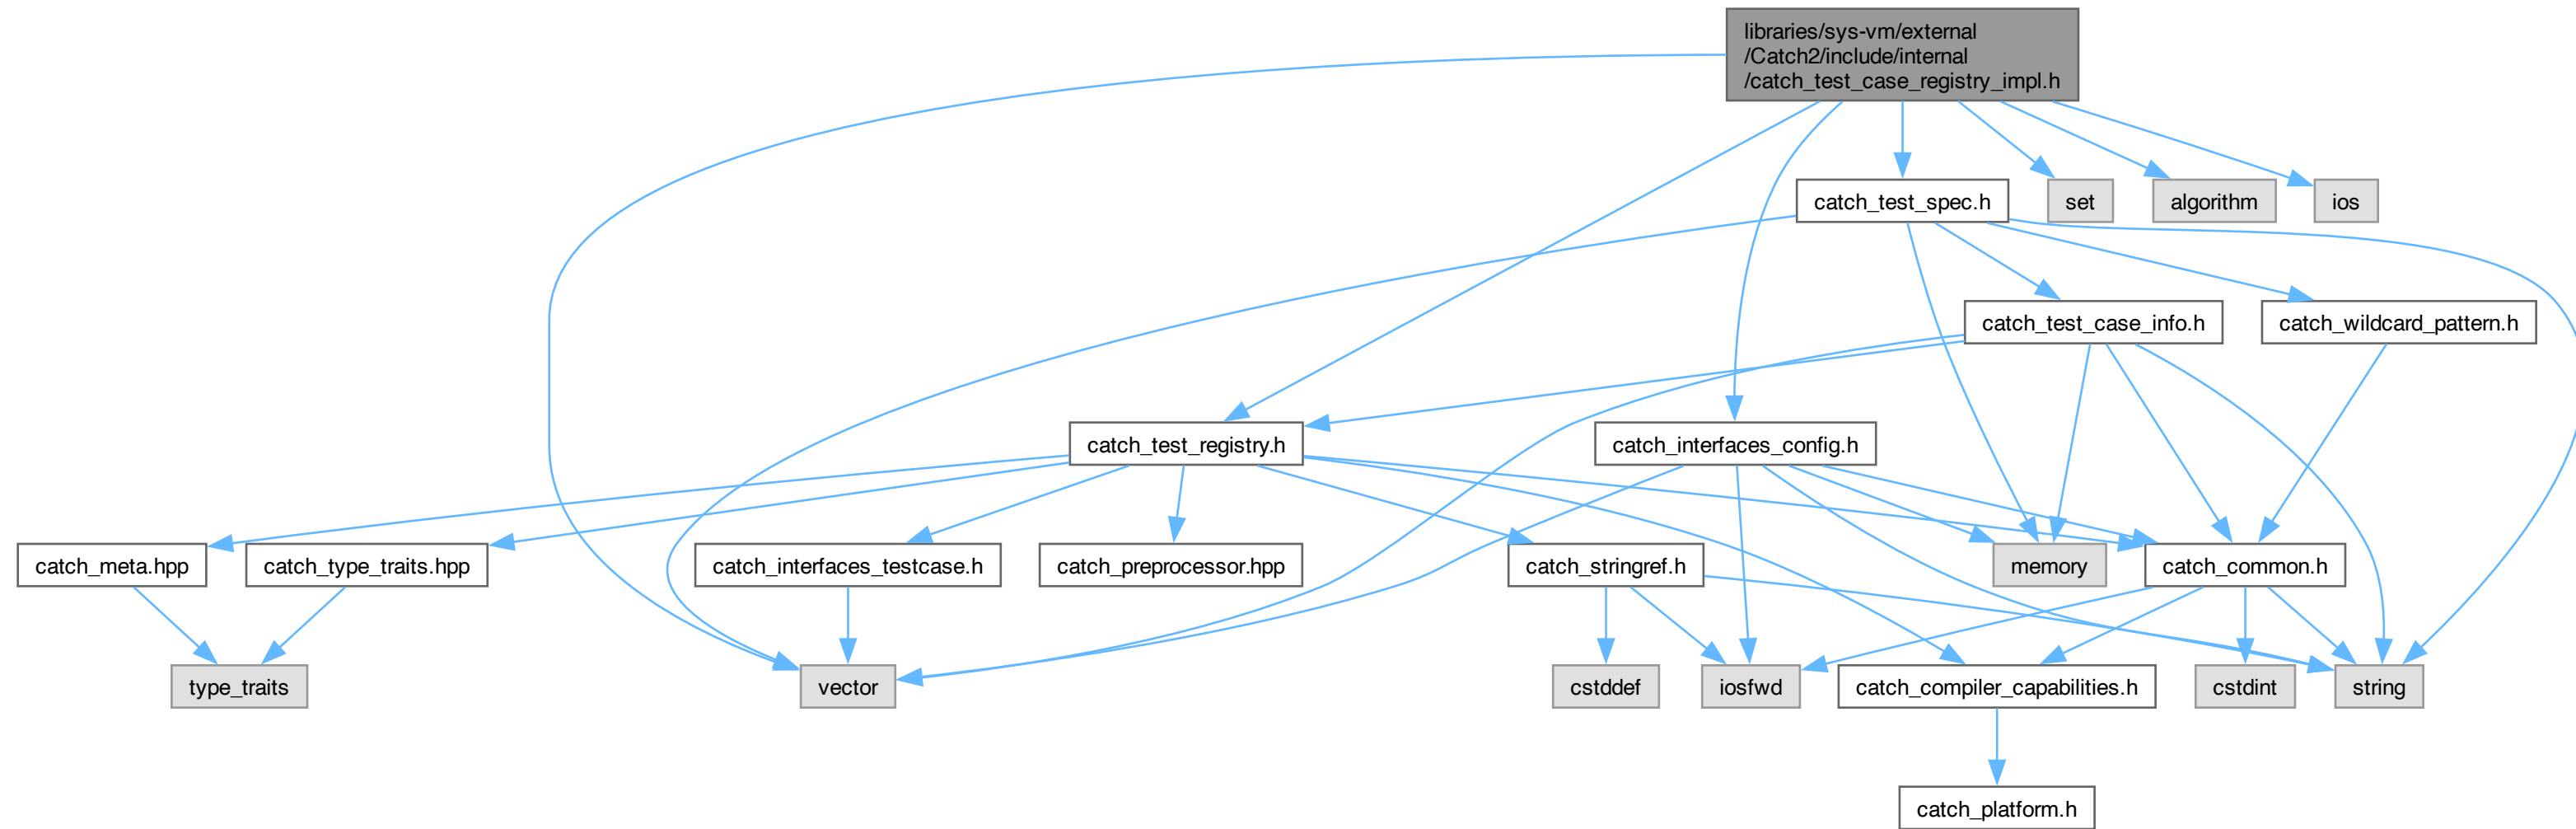 libraries/sys-vm/external
/Catch2/include/internal
/catch_test_case_registry_impl.h
catch_test_spec.h
set
algorithm
ios
catch_test_case_info.h
catch_wildcard_pattern.h
catch_test_registry.h
catch_interfaces_config.h
catch_meta.hpp
catch_type_traits.hpp
catch_interfaces_testcase.h
catch_preprocessor.hpp
catch_stringref.h
memory
catch_common.h
type_traits
vector
cstddef
iosfwd
catch_compiler_capabilities.h
cstdint
string
catch_platform.h